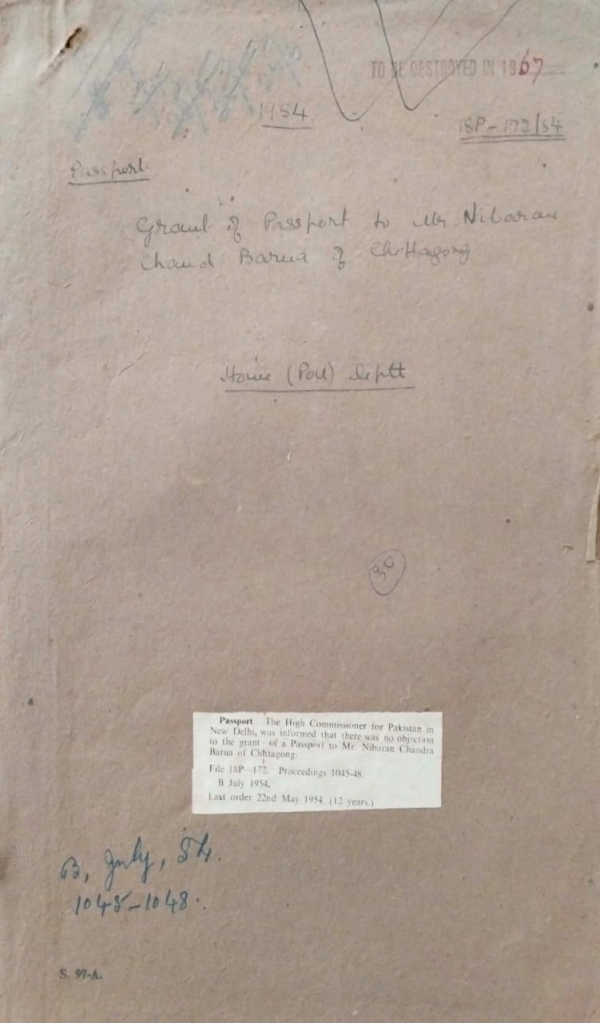 TO BE DESTROYED IN 1967
1154
18P-172/54
Passport
Grant of Passport to Mr Nibaran
Chand Barua of Chittagong
Home (Pol) Deptt
30
Passport The High Commissioner for Pakistan in
New Delhi, was informed that there was no objection
to the grant of a Passport to Mr. Nibaran Chandra
Barua of Chittagong.
File 18P-172. Proceedings 1045-48.
B July 1954,
Last order 22nd May 1954. (12 years.)
B, July, 54.
1045-1048.
S. 97-A.